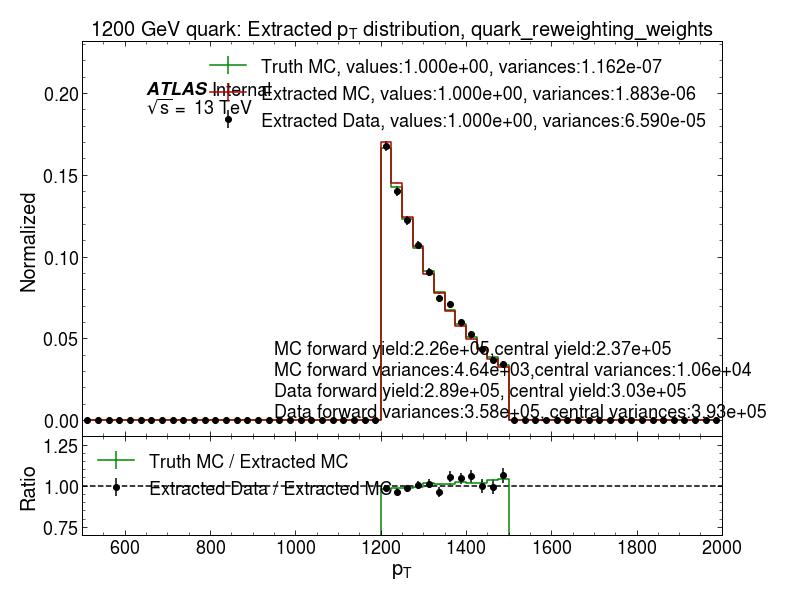 1200 GeV quark: Extracted pT distribution, quark_reweighting_weights
Truth MC, values:1.000e+00, variances:1.162e-07
ATLAS Internal
Extracted MC, values:1.000e+00, variances:1.883e-06
√s = 13 TeV
Extracted Data, values:1.000e+00, variances:6.590e-05
0.20
0.15
0.10
0.05
0.00
Normalized
MC forward yield:2.26e+05,central yield:2.37e+05
MC forward variances:4.64e+03,central variances:1.06e+04
Data forward yield:2.89e+05, central yield:3.03e+05
Data forward variances:3.58e+05, central variances:3.93e+05
1.25
1.00
0.75
Ratio
Truth MC / Extracted MC
Extracted Data / Extracted MC
600 800 1000 1200 1400 1600 1800 2000
pT